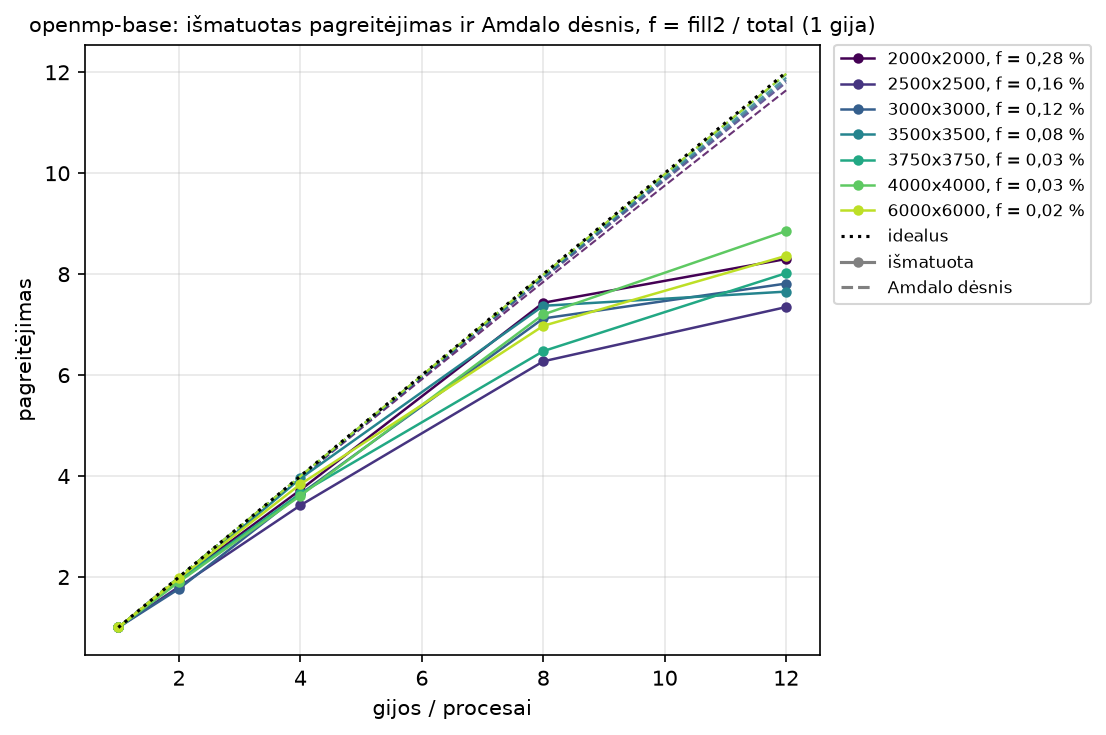 openmp-base: išmatuotas pagreitėjimas ir Amdalo dėsnis, f = fill2 / total (1 gija)
12
10
8
6
4
2
pagreitėjimas
2 4 6 8 10 12
gijos / procesai
2000x2000, f = 0,28 %
2500x2500, f = 0,16 %
3000x3000, f = 0,12 %
3500x3500, f = 0,08 %
3750x3750, f = 0,03 %
4000x4000, f = 0,03 %
6000x6000, f = 0,02 %
idealus
išmatuota
Amdalo dėsnis